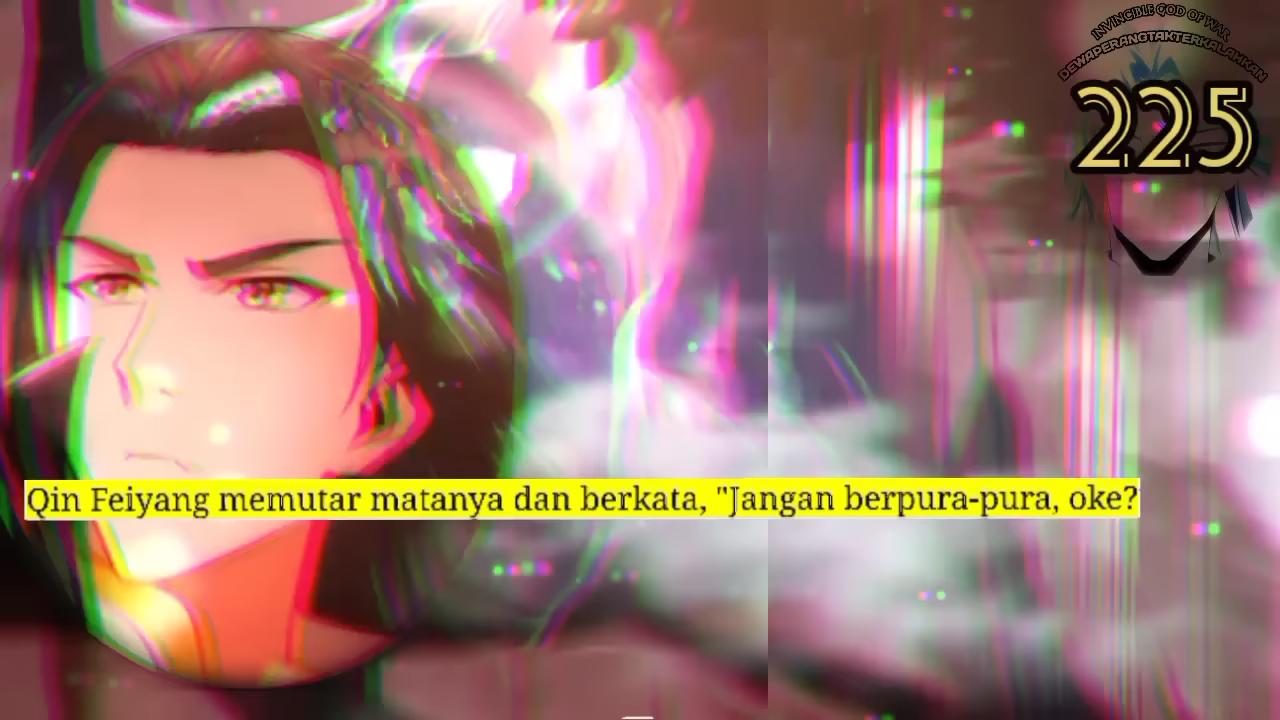 INVINCIBLE GOD OF WAR
DEWAPERANGTAKTERKALAHKAN
225
Qin Feiyang memutar matanya dan berkata, "Jangan berpura-pura, oke?